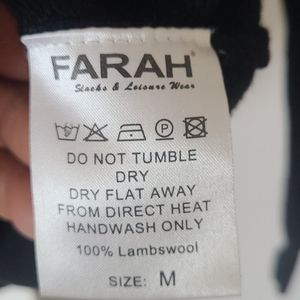 FARAH
Slacks & Leisure Wear
DO NOT TUMBLE
DRY
DRY FLAT AWAY
FROM DIRECT HEAT
HANDWASH ONLY
100% Lambswool
SIZE: M